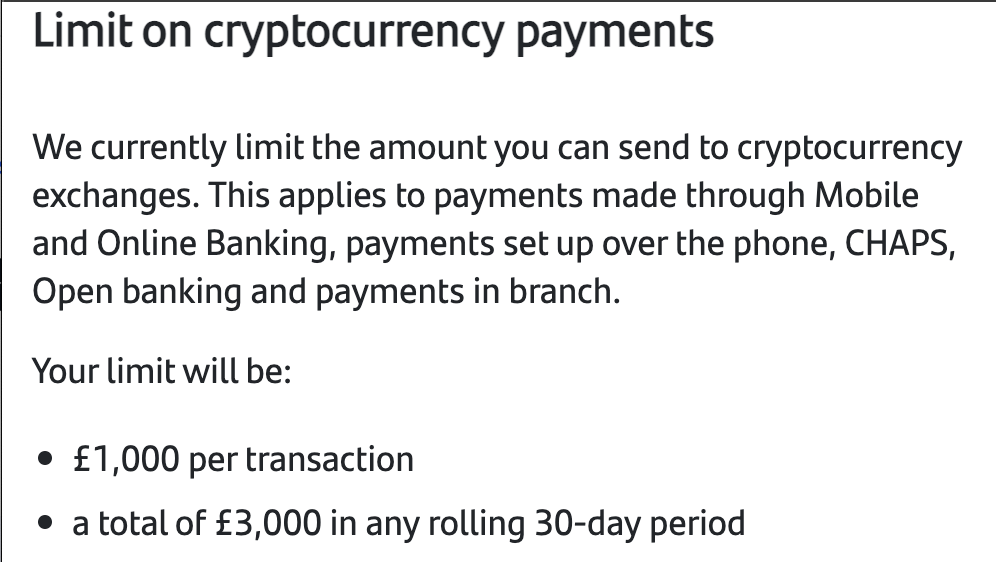 Limit on cryptocurrency payments
We currently limit the amount you can send to cryptocurrency
exchanges. This applies to payments made through Mobile
and Online Banking, payments set up over the phone, CHAPS,
Open banking and payments in branch.
Your limit will be:
• £1,000 per transaction
• a total of £3,000 in any rolling 30-day period